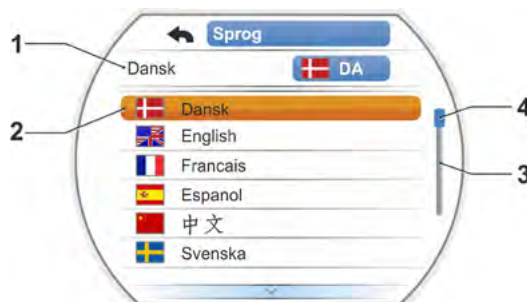 Sprog
1
Dansk
DA
2
Dansk
4
English
3
Francais
Espanol
中文
Svenska